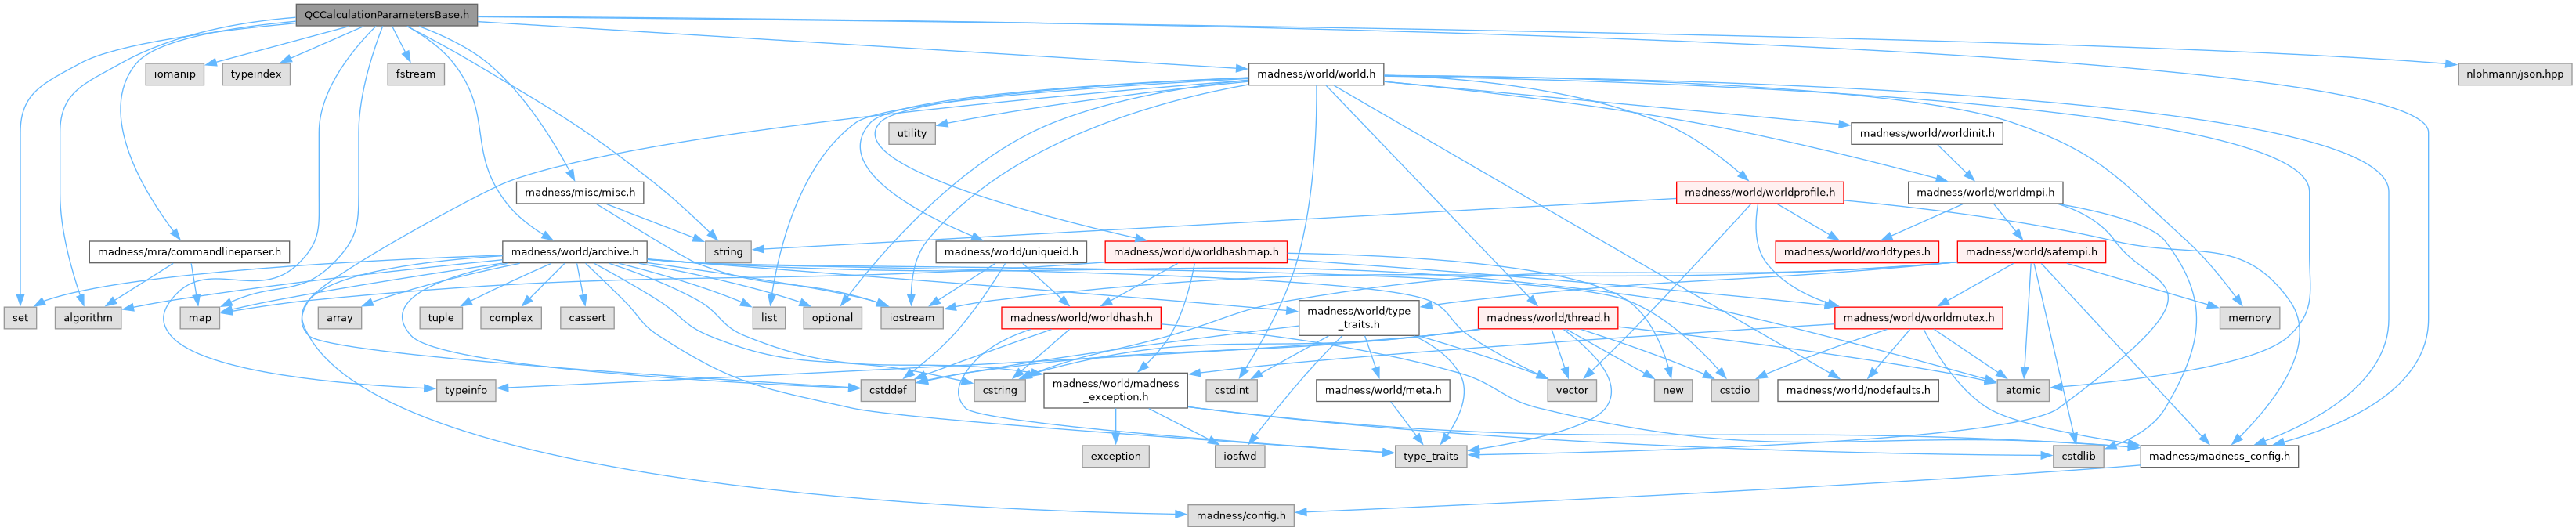 QCCalculationParametersBase.h
iomanip
typeindex
fstream
madness/world/world.h
nlohmann/json.hpp
utility
madness/world/worldinit.h
madness/misc/misc.h
madness/world/worldprofile.h
madness/world/worldmpi.h
madness/mra/commandlineparser.h
madness/world/archive.h
string
madness/world/uniqueid.h
madness/world/worldhashmap.h
madness/world/worldtypes.h
madness/world/safempi.h
set
algorithm
map
array
tuple
complex
cassert
list
optional
iostream
madness/world/worldhash.h
madness/world/type
_traits.h
madness/world/thread.h
madness/world/worldmutex.h
memory
typeinfo
cstddef
cstring
madness/world/madness
_exception.h
cstdint
madness/world/meta.h
vector
new
cstdio
madness/world/nodefaults.h
atomic
exception
iosfwd
type_traits
cstdlib
madness/madness_config.h
madness/config.h